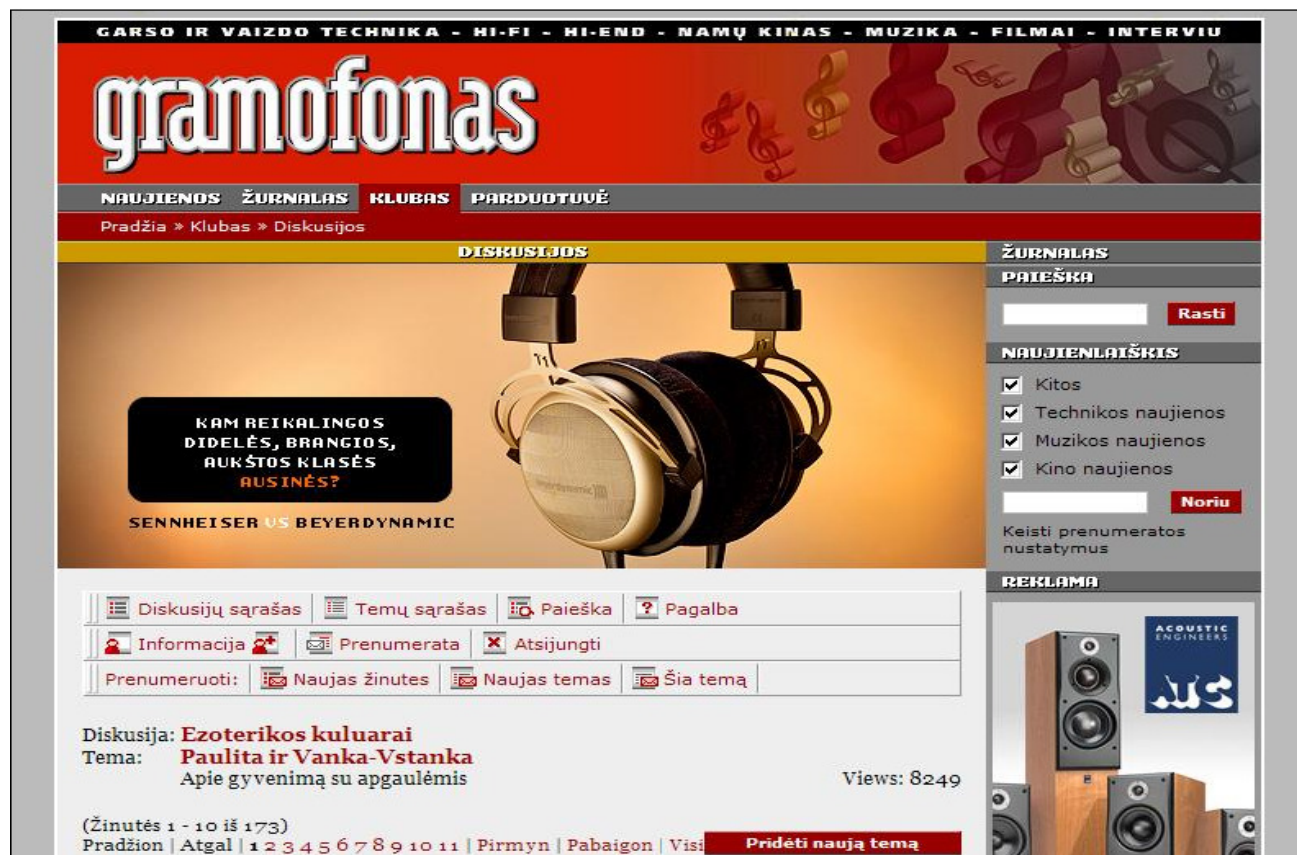 GARSO IR VAIZDO TECHNIKA - HI-FI - HI-END - NAMŲ KINAS - MUZIKA - FILMAI - INTERVIU
gramofonas
NAUJIENOS ŽURNALAS KLUBAS PARDUOTUVĖ
Pradžia » Klubas » Diskusijos
DISKUSIJOS
KAM REIKALINGOS
DIDELĖS, BRANGIOS,
AUKŠTOS KLASĖS
AUSINĖS?
SENNHEISER VS BEYERDYNAMIC
T1
beyerdynamic
ŽURNALAS
PAIEŠKA
Rasti
NAUJIENLAIŠKIS
Kitos
Technikos naujienos
Muzikos naujienos
Kino naujienos
Noriu
Keisti prenumeratos
nustatymus
REKLAMA
ACOUSTIC
ENGINEERS
ATC
Diskusijų sąrašas Temų sąrašas Paieška Pagalba
Informacija Prenumerata Atsijungti
Prenumeruoti: Naujas žinutes Naujas temas Šia temą
Diskusija: Ezoterikos kuluarai
Tema: Paulita ir Vanka-Vstanka
Apie gyvenimą su apgaulėmis Views: 8249
(Žinutės 1 - 10 iš 173)
Pradžion | Atgal | 1 2 3 4 5 6 7 8 9 10 11 | Pirmyn | Pabaigon | Visi Pridėti naują temą